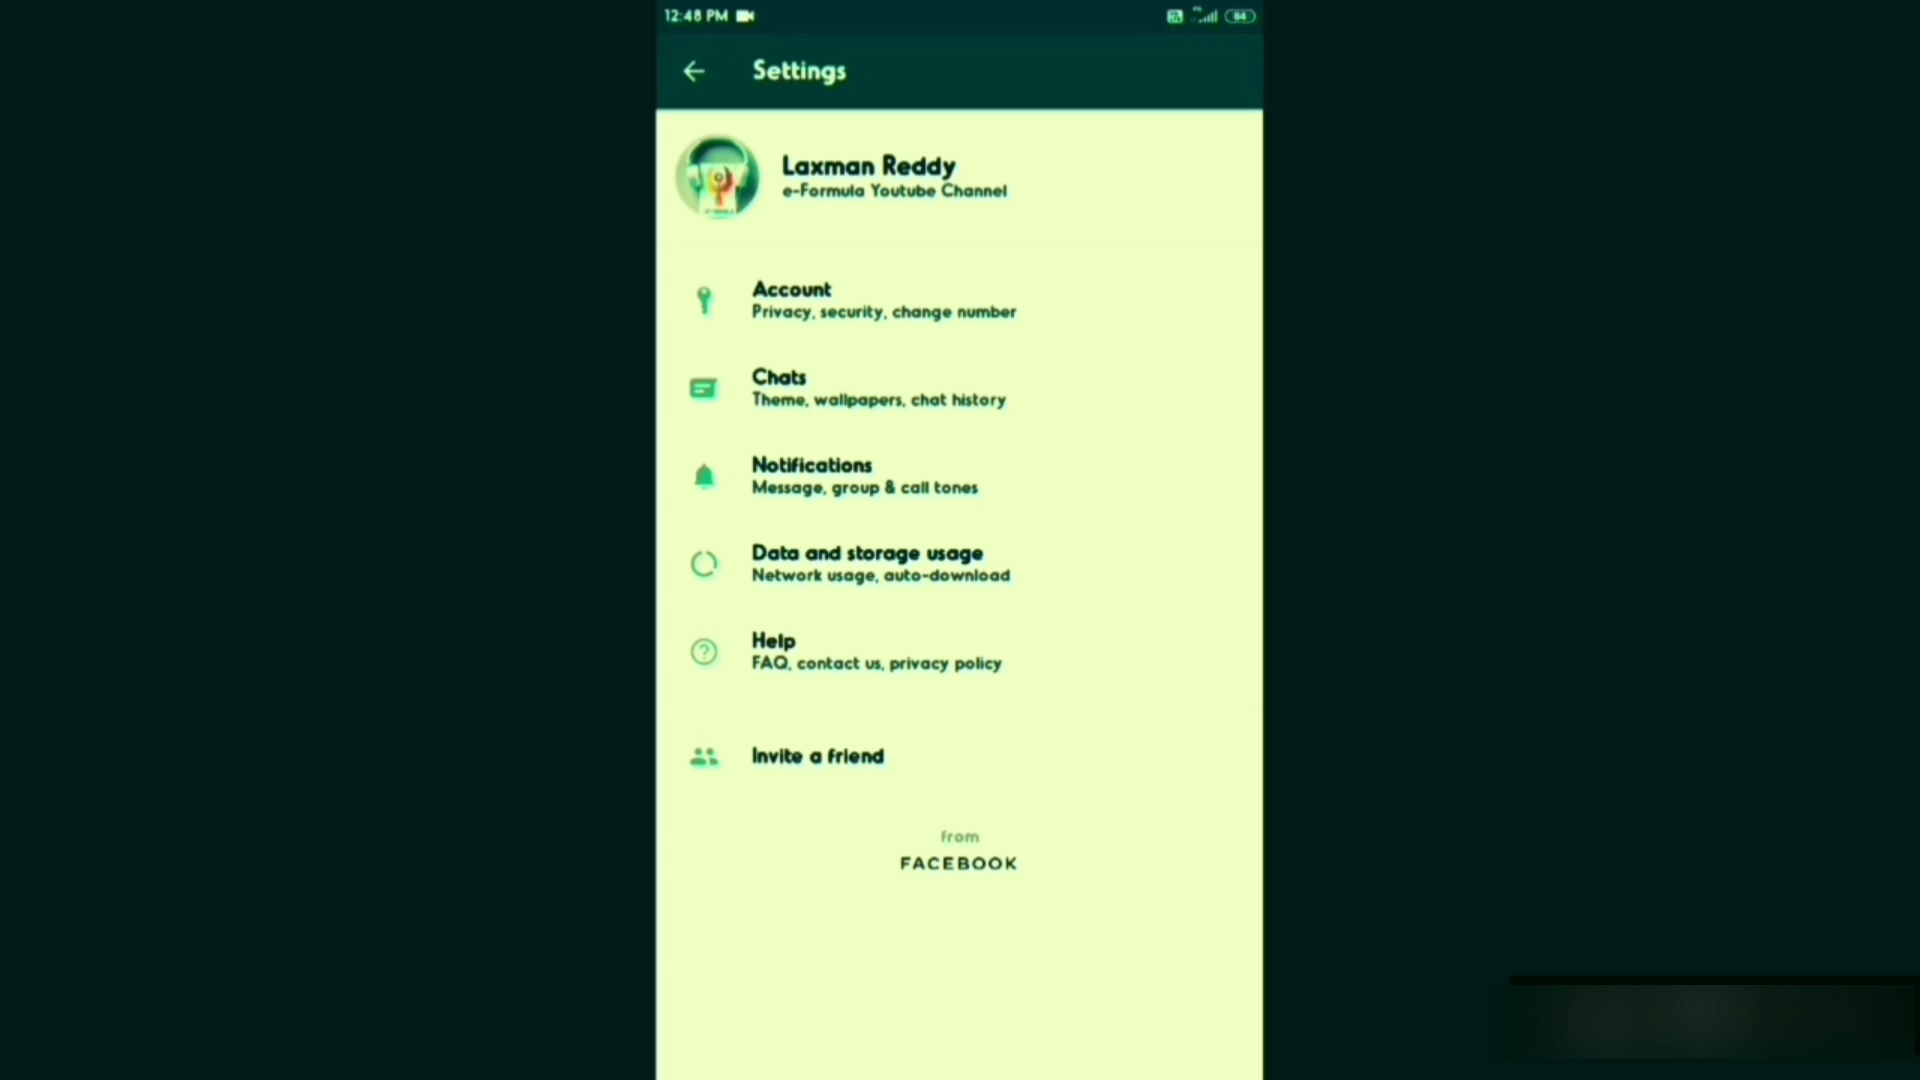 12:48 PM
84
Settings
Laxman Reddy
e-Formula Youtube Channel
Account
Privacy, security, change number
Chats
Theme, wallpapers, chat history
Notifications
Message, group & call tones
Data and storage usage
Network usage, auto-download
Help
FAQ, contact us, privacy policy
Invite a friend
from
FACEBOOK